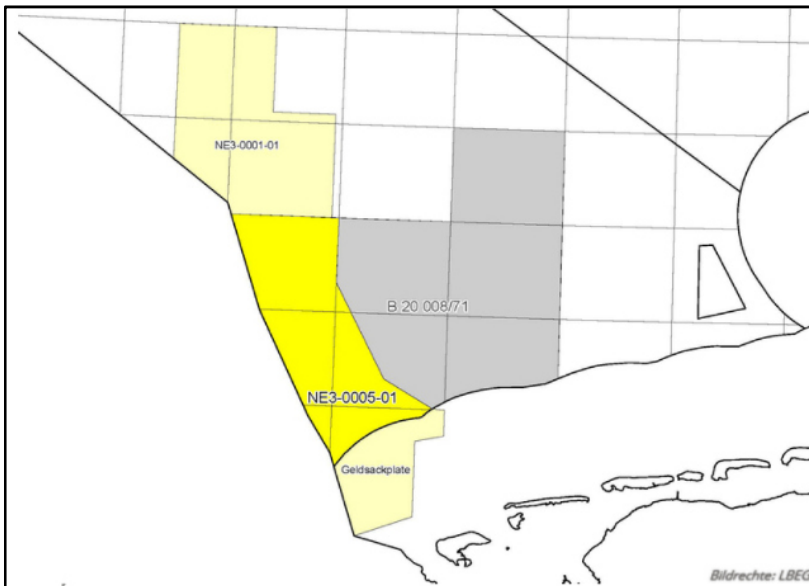 NE3-0001-01
B 20 008/71
NE3-0005-01
Geldsackplate
Bildrechte: LBEG